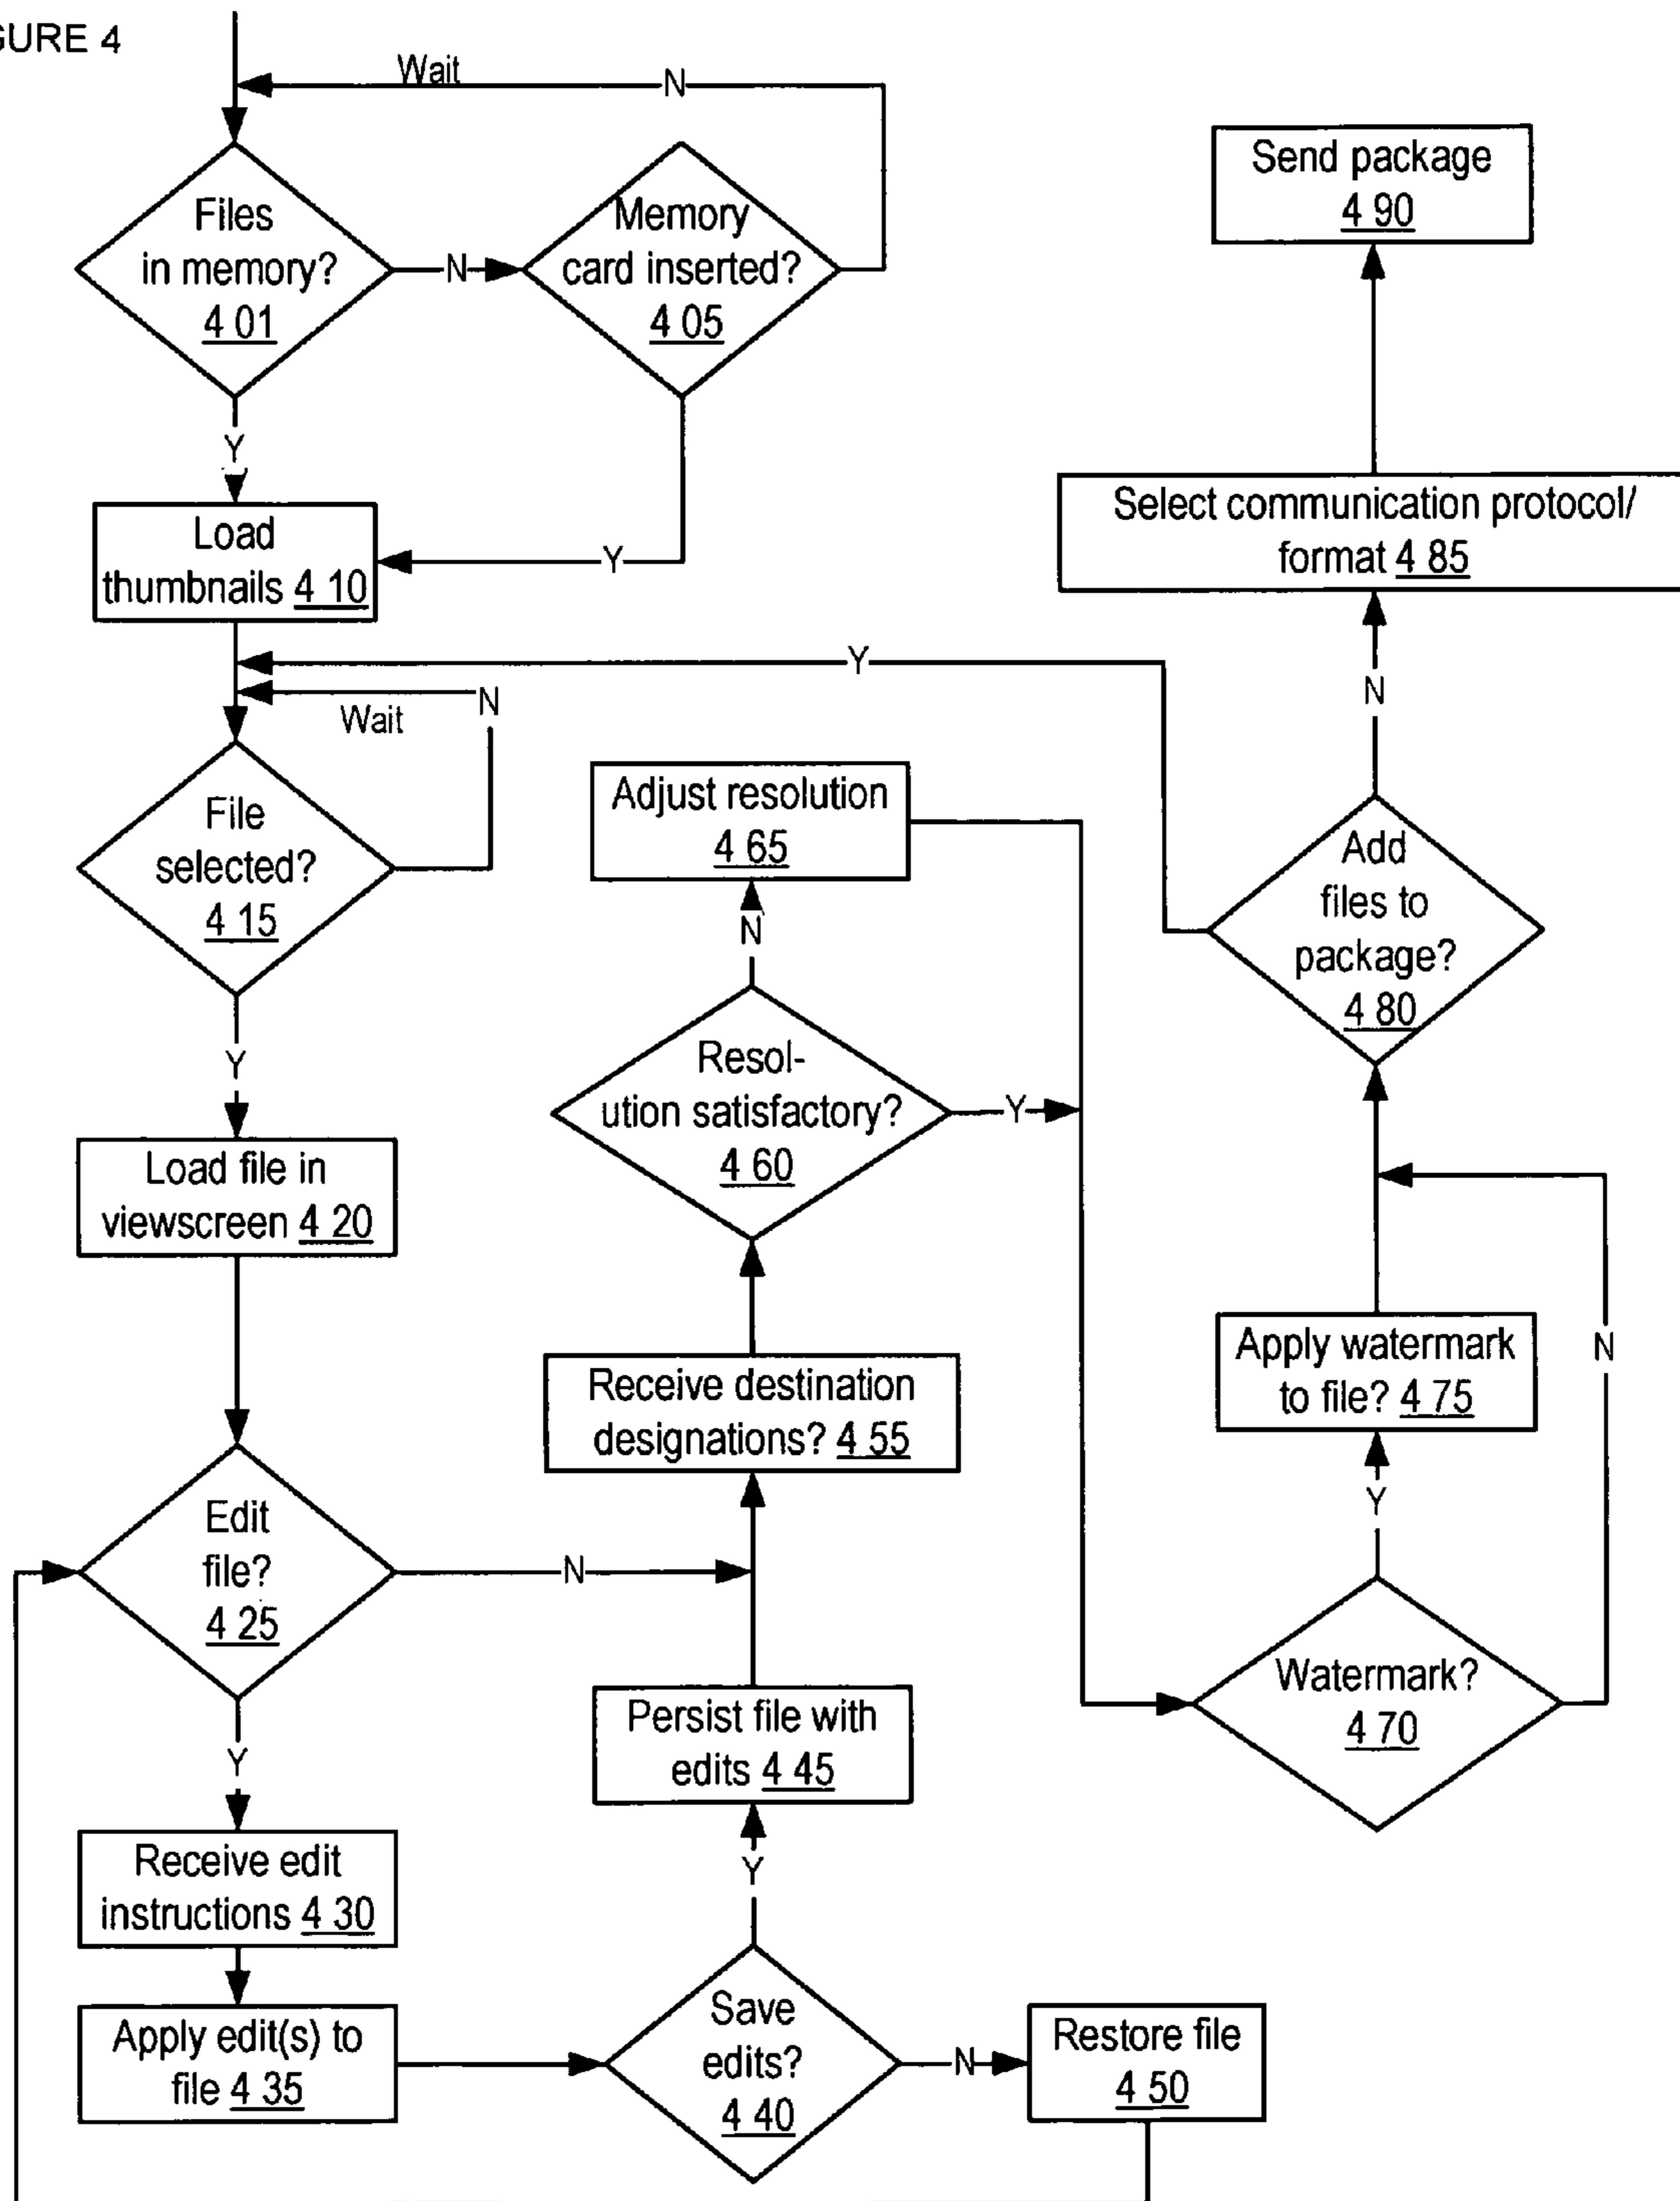 GURE 4
Wait
N
Files
in memory?
4 01
N
Memory
card inserted?
4 05
Y
Load
thumbnails 4 10
Y
Y
N
Wait
File
selected?
4 15
Y
Load file in
viewscreen 4 20
Edit
file?
4 25
N
Y
Receive edit
instructions 4 30
Apply edit(s) to
file 4 35
Save
edits?
4 40
N
Restore file
4 50
Y
Persist file with
edits 4 45
Receive destination
designations? 4 55
Resol-
ution satisfactory?
4 60
Y
N
Adjust resolution
4 65
Watermark?
4 70
N
Y
Apply watermark
to file? 4 75
Add
files to
package?
4 80
N
Select communication protocol/
format 4 85
Send package
4 90